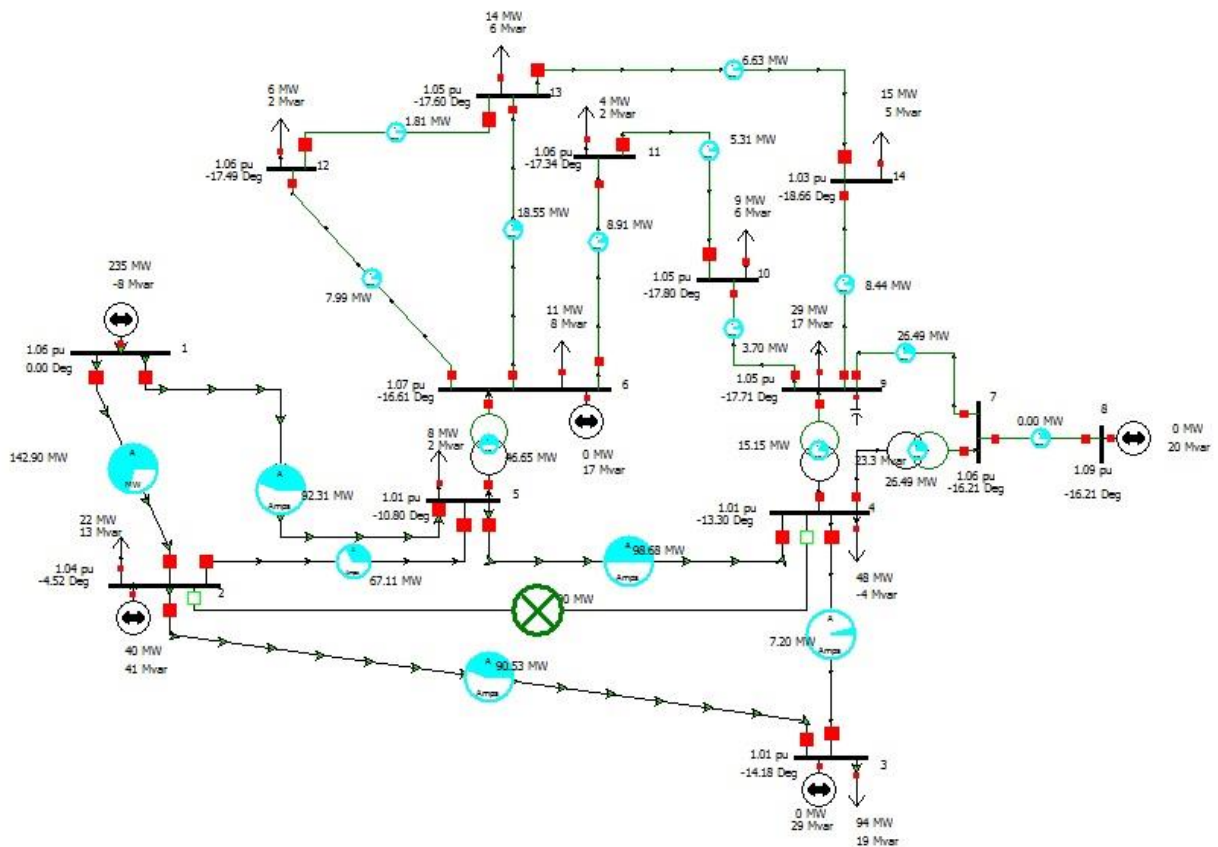 14 MW
6 Mvar
6.63 MW
13
1.05 pu
-17.60 Deg
6 MW
2 Mvar
1.81 MW
4 MW
2 Mvar
15 MW
5 Mvar
5.31 MW
11
1.06 pu
-17.34 Deg
12
1.06 pu
-17.49 Deg
14
1.03 pu
-18.66 Deg
18.55 MW
8.91 MW
9 MW
6 Mvar
10
1.05 pu
-17.80 Deg
235 MW
-8 Mvar
7.99 MW
8.44 MW
11 MW
8 Mvar
29 MW
17 Mvar
3.70 MW
26.49 MW
1
1.06 pu
0.00 Deg
6
1.07 pu
-16.61 Deg
9
1.05 pu
-17.71 Deg
7
8
0.00 MW
0 MW
20 Mvar
0 MW
17 Mvar
8 MW
2 Mvar
46.65 MW
15.15 MW
23.3 Mvar
26.49 MW
1.06 pu
-16.21 Deg
1.09 pu
-16.21 Deg
142.90 MW
A
MW
A
Amps
92.31 MW
5
1.01 pu
-10.80 Deg
4
1.01 pu
-13.30 Deg
22 MW
13 Mvar
67.11 MW
A
Amps
98.68 MW
48 MW
-4 Mvar
1.04 pu
-4.52 Deg
2
MW
40 MW
41 Mvar
A
Amps
90.53 MW
7.20 MW
A
Amps
1.01 pu
-14.18 Deg
3
0 MW
29 Mvar
94 MW
19 Mvar